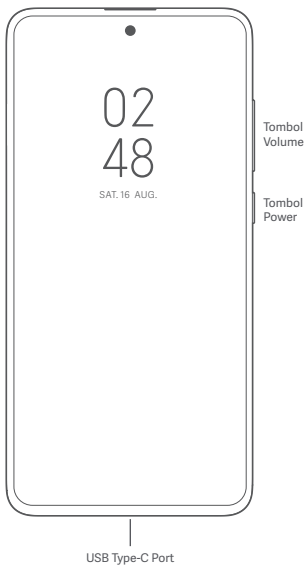 02
48
SAT. 16 AUG.
Tombol
Volume
Tombol
Power
USB Type-C Port